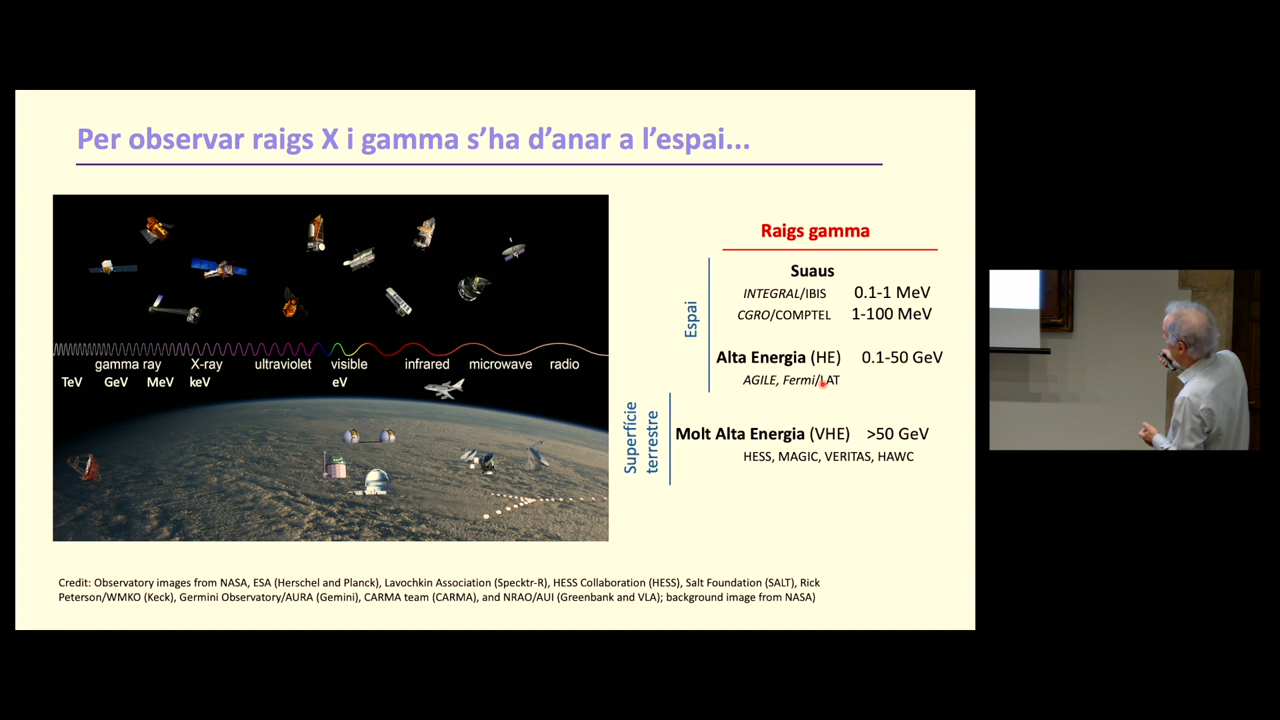 Per observar raigs X i gamma s’ha d’anar a l’espai...
gamma ray X-ray ultraviolet visible infrared microwave radio
TeV GeV MeV keV eV
Raigs gamma
Espai
Suaus
INTEGRAL/IBIS 0.1-1 MeV
CGRO/COMPTEL 1-100 MeV
Alta Energia (HE) 0.1-50 GeV
AGILE, Fermi/LAT
Superfície
terrestre
Molt Alta Energia (VHE) >50 GeV
HESS, MAGIC, VERITAS, HAWC
Credit: Observatory images from NASA, ESA (Herschel and Planck), Lavochkin Association (Specktr-R), HESS Collaboration (HESS), Salt Foundation (SALT), Rick
Peterson/WMKO (Keck), Germini Observatory/AURA (Gemini), CARMA team (CARMA), and NRAO/AUI (Greenbank and VLA); background image from NASA)